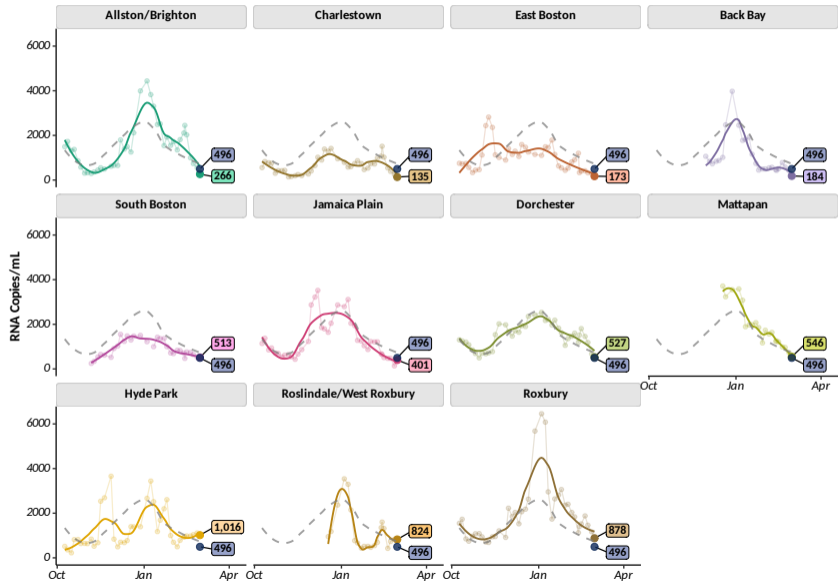 Allston/Brighton Charlestown East Boston Back Bay
6000
4000
2000
0
496 496 496 496
266 135 173 184
South Boston Jamaica Plain Dorchester Mattapan
RNA Copies/mL
6000
4000
2000
0
513 496 527 546
496 401 496 496
Oct Jan Apr
Hyde Park Roslindale/West Roxbury Roxbury
6000
4000
2000
0
1,016 824 878
496 496 496
Oct Jan Apr Oct Jan Apr Oct Jan Apr